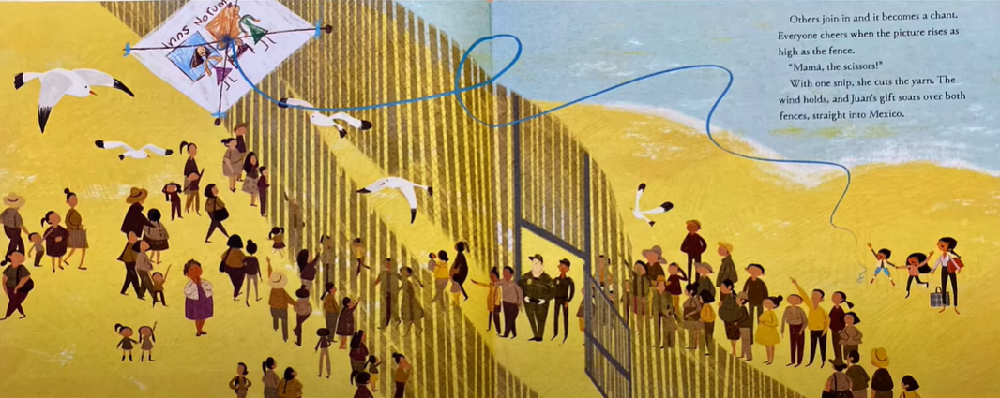 Inns Norum
Others join in and it becomes a chant.
Everyone cheers when the picture rises as
high as the fence.
"Mamá, the scissors!"
With one snip, she cuts the yarn. The
wind holds, and Juan's gift soars over both
fences, straight into Mexico.